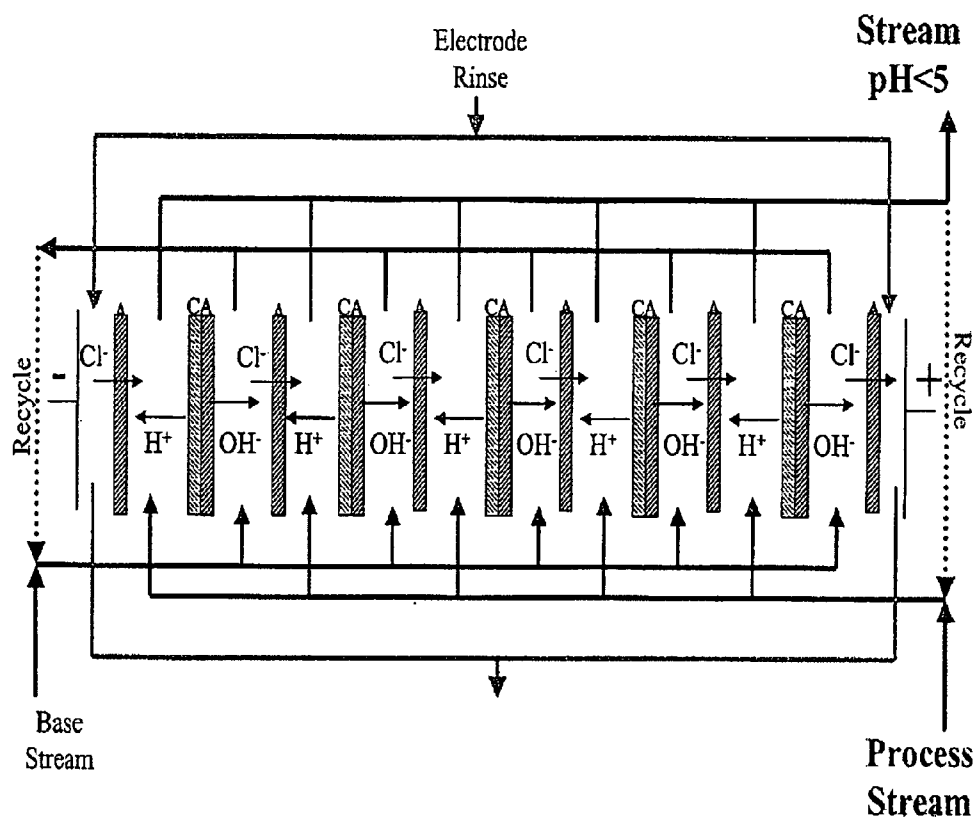 Electrode
Rinse
Stream
pH<5
A CA A CA A CA A CA A CA A
Cl⁻ Cl⁻ Cl⁻ Cl⁻ Cl⁻ Cl⁻
- +
Recycle
Recycle
H⁺ OH⁻ H⁺ OH⁻ H⁺ OH⁻ H⁺ OH⁻ H⁺ OH⁻
Base
Stream
Process
Stream